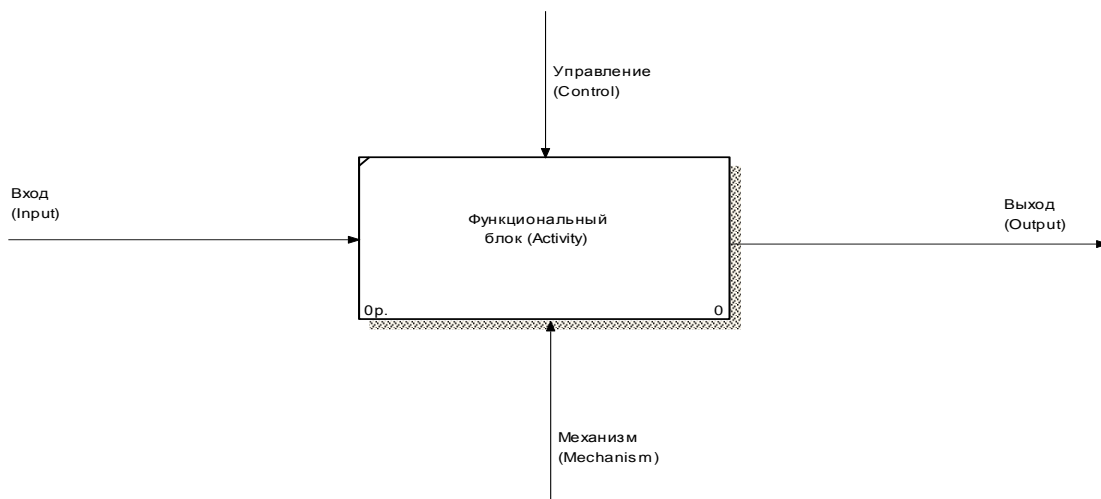 Управление
(Control)
Вход
(Input)
Функциональный
блок (Activity)
Выход
(Output)
0р.
0
Механизм
(Mechanism)